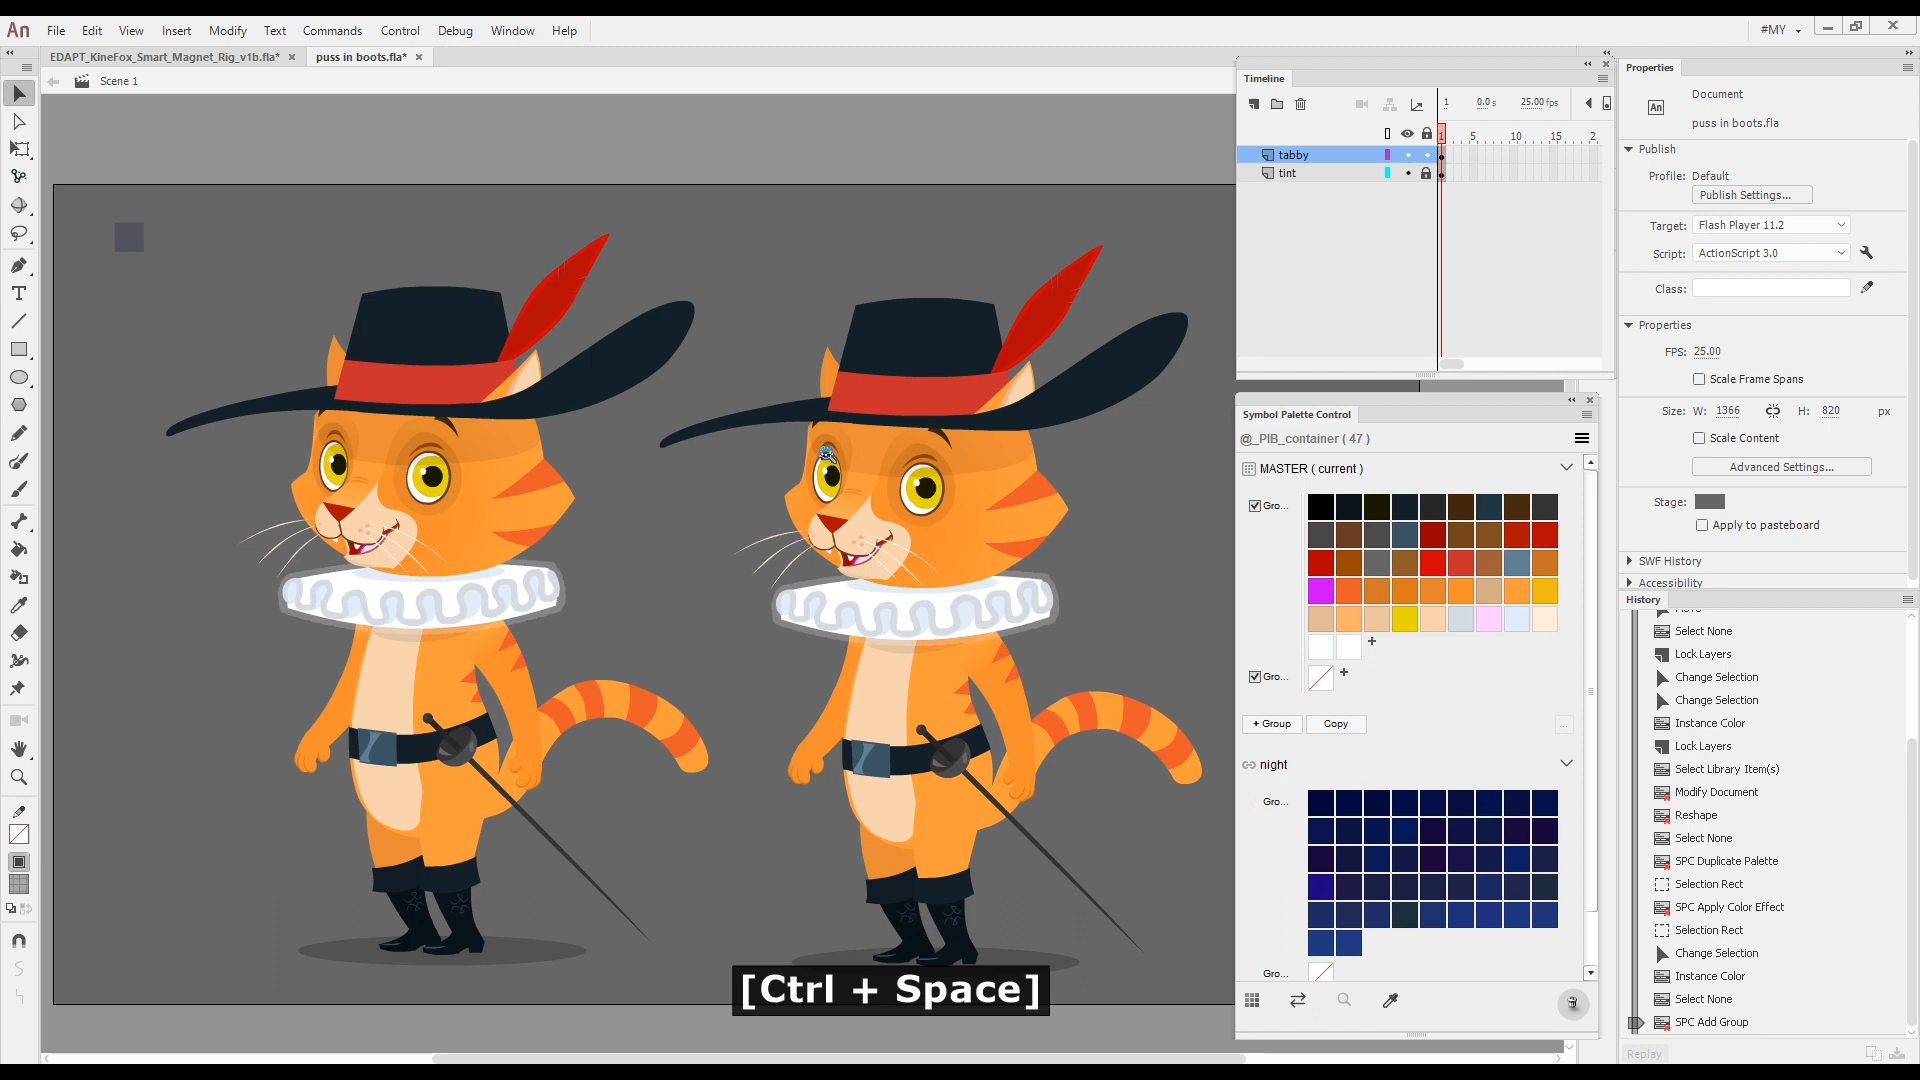 An File Edit View Insert Modify Text Commands Control Debug Window Help #MY
EDAPT_KineFox_Smart_Magnet_Rig_v1b.fla* × puss in boots.fla* ×
Scene 1
Timeline
1 0.0 s 25.00 fps
1 5 10 15 2
tabby
tint
Symbol Palette Control
@_PIB_container ( 47 )
MASTER ( current )
Gro...
Gro...
+ Group Copy ...
night
Gro...
Gro...
[Ctrl + Space]
Properties
An
Document
puss in boots.fla
Publish
Profile: Default
Publish Settings...
Target: Flash Player 11.2
Script: ActionScript 3.0
Class:
Properties
FPS: 25.00
Scale Frame Spans
Size: W: 1366 H: 820 px
Scale Content
Advanced Settings...
Stage:
Apply to pasteboard
SWF History
Accessibility
History
Select None
Lock Layers
Change Selection
Change Selection
Instance Color
Lock Layers
Select Library Item(s)
Modify Document
Reshape
Select None
SPC Duplicate Palette
Selection Rect
SPC Apply Color Effect
Selection Rect
Change Selection
Instance Color
Select None
SPC Add Group
Replay